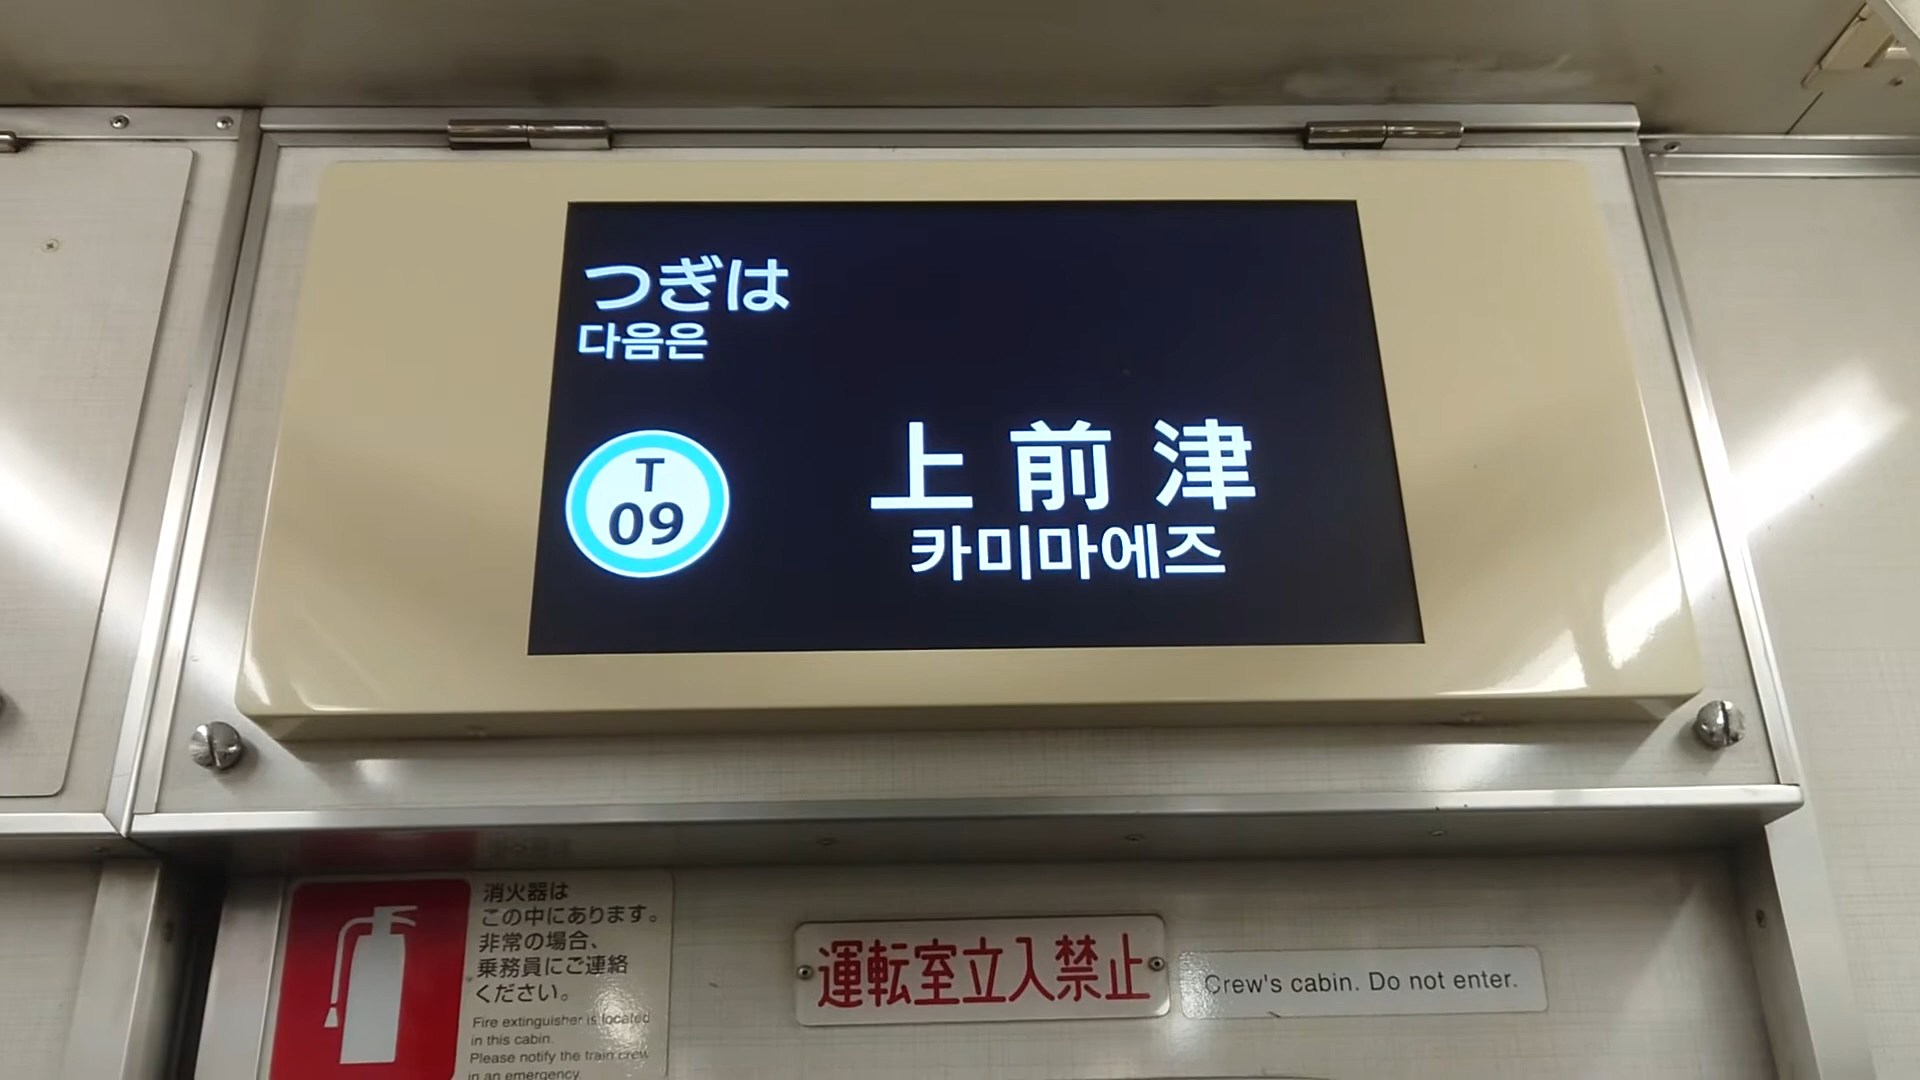 つぎは
다음은
T
09
上前津
카미마에즈
消火器は
この中にあります。
非常の場合、
乗務員にご連絡
ください。
Fire extinguisher is located
in this cabin.
Please notify the train crew
in an emergency.
運転室立入禁止
Crew's cabin. Do not enter.